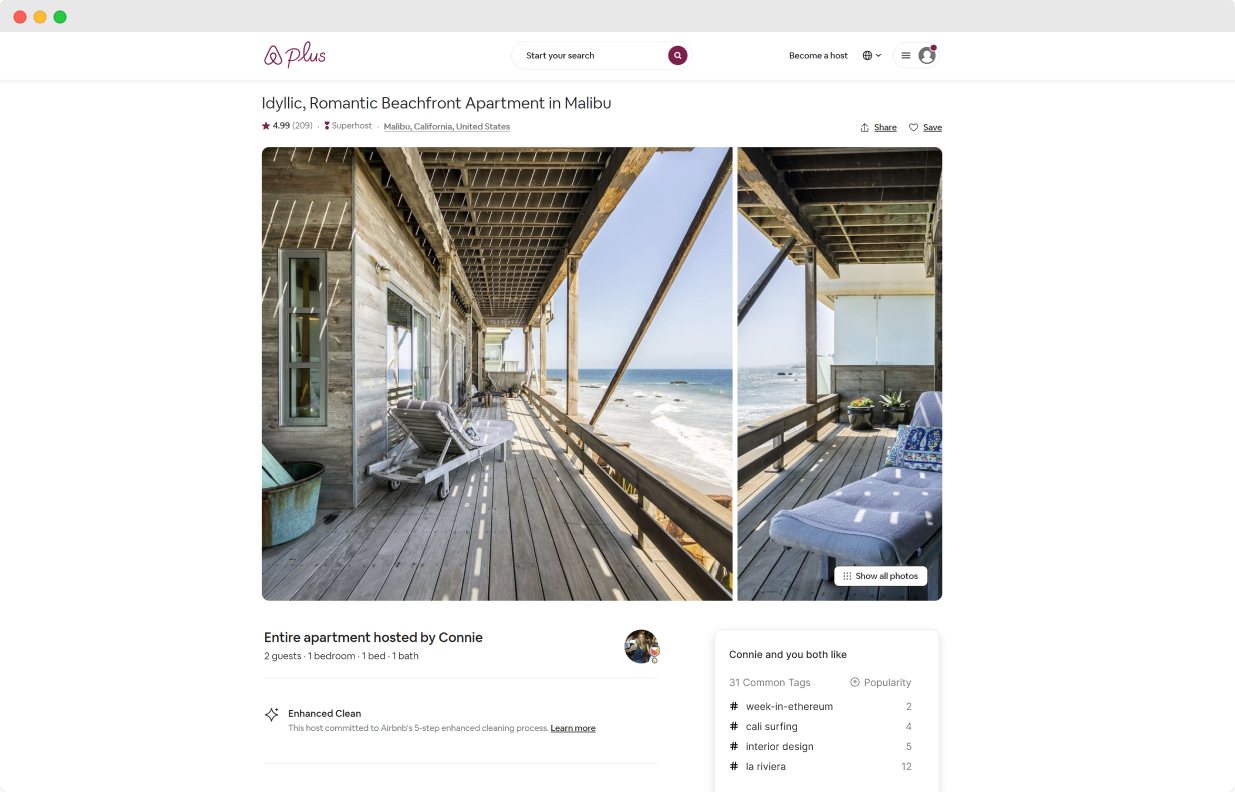 plus
Start your search
Become a host
Idyllic, Romantic Beachfront Apartment in Malibu
4.99 (209) · Superhost · Malibu, California, United States
Share Save
Show all photos
Entire apartment hosted by Connie
2 guests · 1 bedroom · 1 bed · 1 bath
Enhanced Clean
This host committed to Airbnb's 5-step enhanced cleaning process. Learn more
Connie and you both like
31 Common Tags Popularity
# week-in-ethereum 2
# cali surfing 4
# interior design 5
# la riviera 12